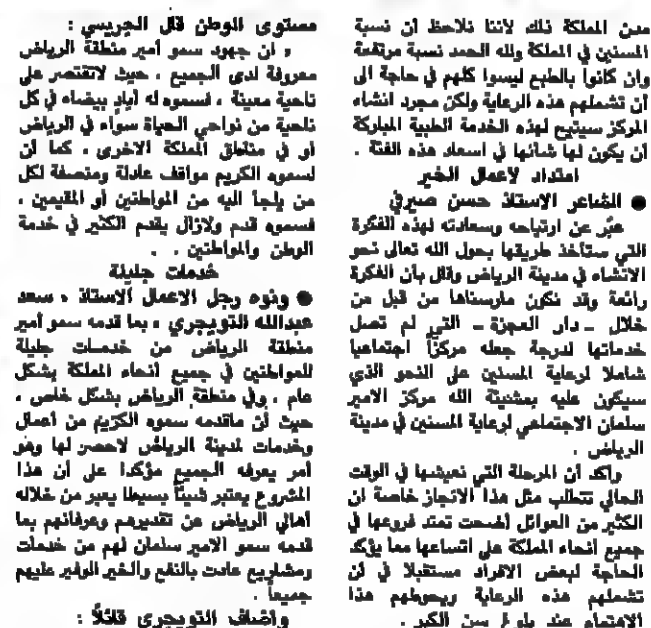 مدن المملكة ذلك لأننا نلاحظ أن نسبة
المسنين في المملكة ولله الحمد نسبة مرتفعة
وان كانوا بالطبع ليسوا كلهم في حاجة الى
أن تشملهم هذه الرعاية ولكن مجرد انشاء
المركز سيتيح لهذه الخدمة الطبية المباركة
أن يكون لها شأنها في اسعاد هذه الفئة .
امتداد لأعمال الخير
● الشاعر الاستاذ حسن صيرفي
عبّر عن ارتياحه وسعادته لهذه الفكرة
التي ستأخذ طريقها بحول الله تعالى نحو
الانشاء في مدينة الرياض وقال بأن الفكرة
رائعة وقد نكون مارسناها من قبل من
خلال ـ دار العجزة ـ التي لم تصل
خدماتها لدرجة جعله مركزاً اجتماعيا
شاملا لرعاية المسنين على النحو الذي
سيكون عليه بمشيئة الله مركز الامير
سلمان الاجتماعي لرعاية المسنين في مدينة
الرياض .
وأكد أن المرحلة التي نعيشها في الوقت
الحالي تتطلب مثل هذا الانجاز خاصة ان
الكثير من العوائل أضحت تمتد فروعها في
جميع انحاء المملكة على اتساعها مما يؤكد
الحاجة لبعض الافراد مستقبلا في أن
تشملهم هذه الرعاية ويحوطهم هذا
الاهتمام عند بلوغ سن الكبر .
مستوى الوطن قال الجريسي :
« ان جهود سمو أمير منطقة الرياض
معروفة لدى الجميع ، حيث لاتقتصر على
ناحية معينة ، فسموه له أيادٍ بيضاء في كل
ناحية من نواحي الحياة سواء في الرياض
أو في مناطق المملكة الاخرى ، كما أن
لسموه الكريم مواقف عادلة ومنصفة لكل
من يلجأ اليه من المواطنين أو المقيمين ،
فسموه قدم ولازال يقدم الكثير في خدمة
الوطن والمواطنين . .
خدمات جليلة
● ونوه رجل الاعمال الاستاذ « سعد
عبدالله التويجري » بما قدمه سمو أمير
منطقة الرياض من خدمات جليلة
للمواطنين في جميع أنحاء المملكة بشكل
عام ، وفي منطقة الرياض بشكل خاص ،
حيث أن ماقدمه سموه الكريم من أعمال
وخدمات لمدينة الرياض لاحصر لها وهو
أمر يعرفه الجميع مؤكدا على أن هذا
المشروع يعتبر شيئاً بسيطا يعبر من خلاله
أهالي الرياض عن تقديرهم وعرفانهم بما
قدمه سمو الامير سلمان لهم من خدمات
ومشاريع عادت بالنفع والخير الوفير عليهم
جميعاً .
وأضاف التويجري قائلاً :